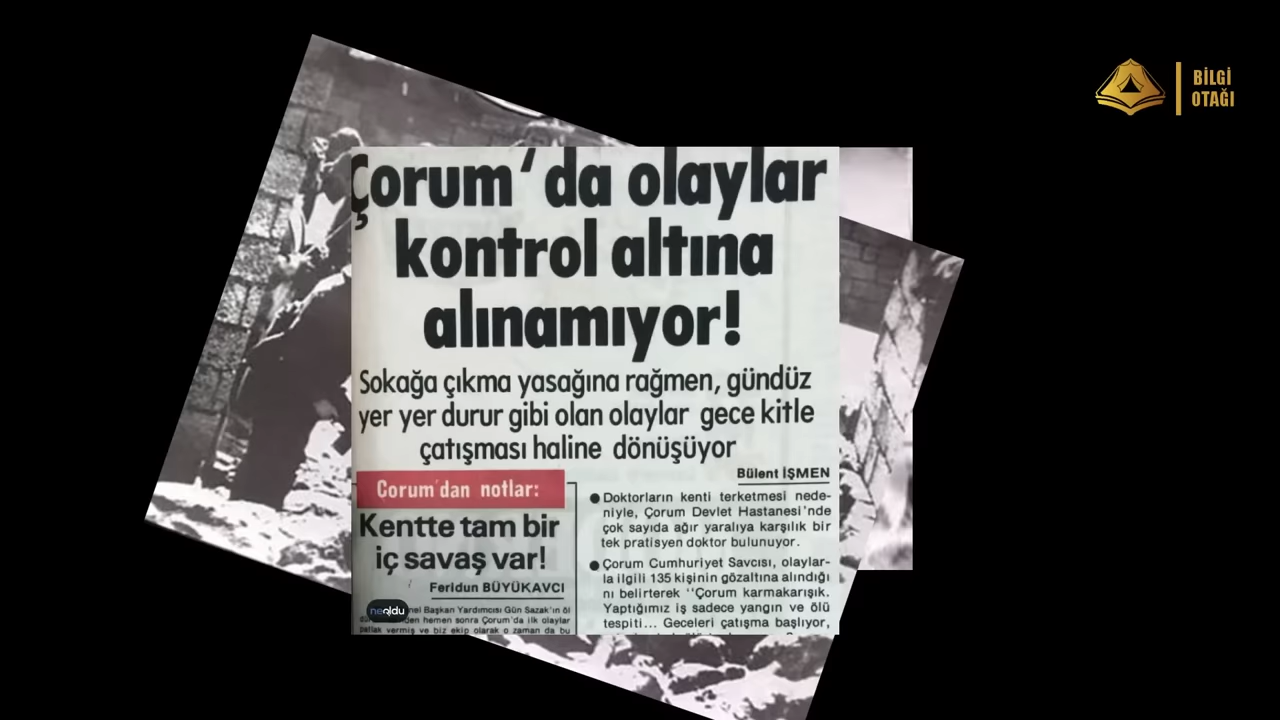 BİLGİ
OTAĞI
Çorum'da olaylar
kontrol altına
alınamıyor!
Sokağa çıkma yasağına rağmen, gündüz
yer yer durur gibi olan olaylar gece kitle
çatışması haline dönüşüyor
Bülent İŞMEN
Çorum'dan notlar:
Kentte tam bir
iç savaş var!
Feridun BÜYÜKAVCI
nel Başkan Yardımcısı Gün Sazak'ın öl
den hemen sonra Çorum'da ilk olaylar
patlak vermiş ve biz ekip olarak o zaman da bu
neoldu
● Doktorların kenti terketmesi nede-
niyle, Çorum Devlet Hastanesi'nde
çok sayıda ağır yaralıya karşılık bir
tek pratisyen doktor bulunuyor.
● Çorum Cumhuriyet Savcısı, olaylar-
la ilgili 135 kişinin gözaltına alındığı
nı belirterek ''Çorum karmakarışık.
Yaptığımız iş sadece yangın ve ölü
tespiti... Geceleri çatışma başlıyor,